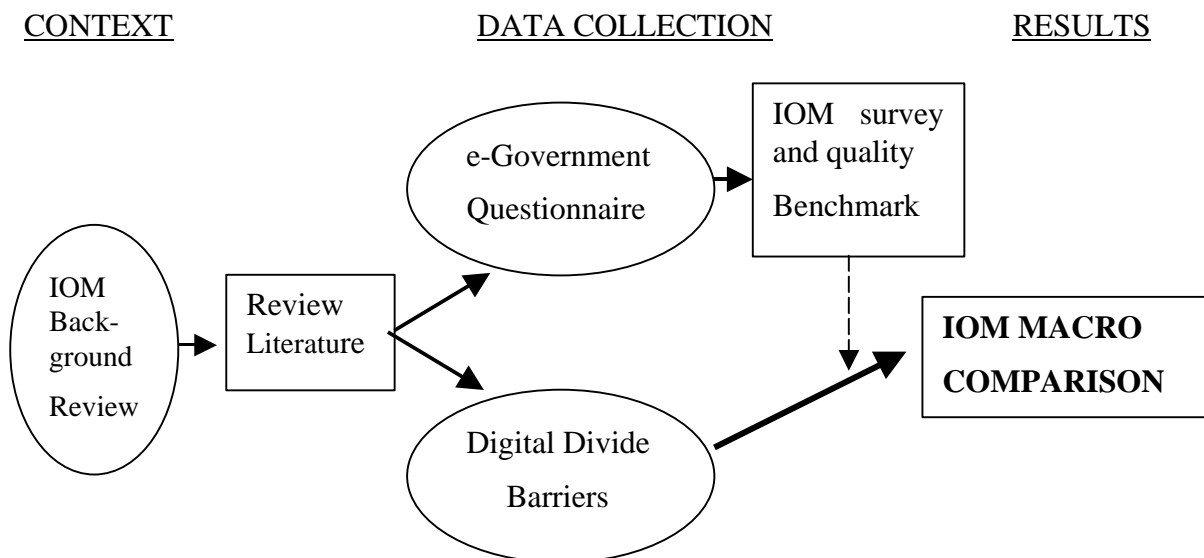 CONTEXT
DATA COLLECTION
RESULTS
IOM
Back-
ground
Review
Review
Literature
e-Government
Questionnaire
IOM survey
and quality
Benchmark
Digital Divide
Barriers
IOM MACRO
COMPARISON